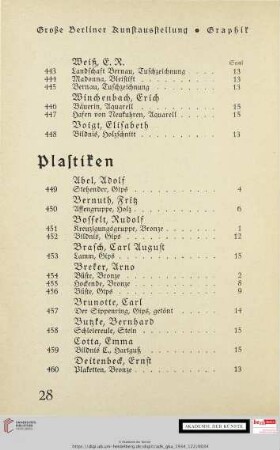 Große Berliner Kunstausstellung • Graphik
Weiß, E. R. Saal
443 Landschaft Bernau, Tuschzeichnung . . . 13
444 Madonna, Bleistift . . . . . . . . . 13
445 Bernau, Tuschzeichnung . . . . . . . 13
Winchenbach, Erich
446 Bäuerin, Aquarell . . . . . . . . . 15
447 Hafen von Neukuhren, Aquarell . . . . 15
Voigt, Elisabeth
448 Bildnis, Holzschnitt . . . . . . . . 13
Plastiken
Abel, Adolf
449 Stehender, Gips . . . . . . . . . . 4
Bernuth, Fritz
450 Affengruppe, Holz . . . . . . . . . 6
Bosselt, Rudolf
451 Kreuzigungsgruppe, Bronze . . . . . . 1
452 Bildnis, Gips . . . . . . . . . . . 12
Brasch, Carl August
453 Lamm, Gips . . . . . . . . . . . . 15
Breker, Arno
454 Büste, Bronze . . . . . . . . . . . 2
455 Hockende, Bronze . . . . . . . . . 8
456 Büste, Gips . . . . . . . . . . . . 9
Brunotte, Carl
457 Der Sippenring, Gips, getönt . . . . . 14
Butzke, Bernhard
458 Schleiereule, Stein . . . . . . . . . 15
Cotta, Emma
459 Bildnis L., Hartguß . . . . . . . . 15
Deitenbeck, Ernst
460 Plaketten, Bronze . . . . . . . . . 13
28
AKADEMIE DER KÜNSTE